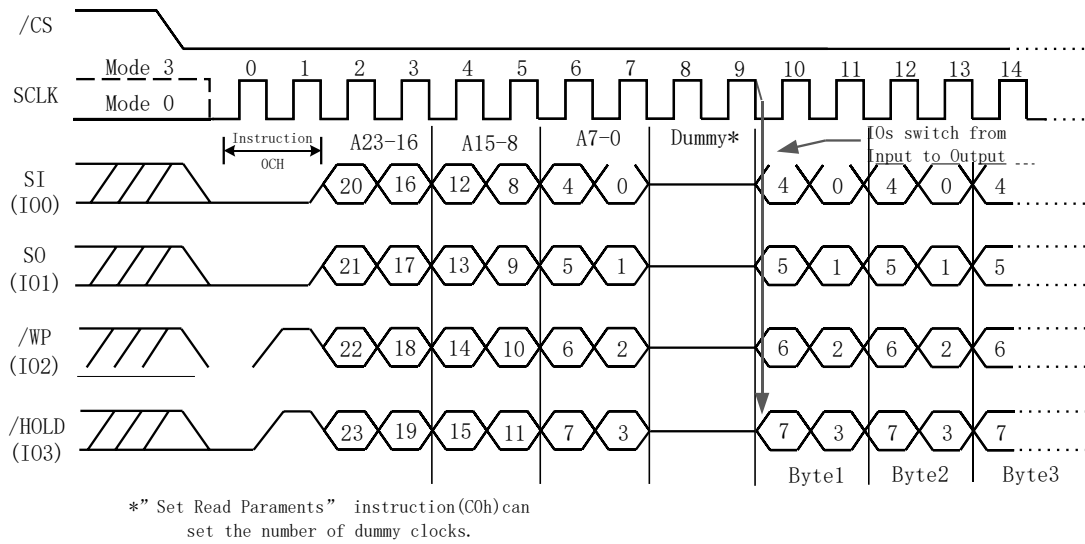 /CS
Mode 3
0 1 2 3 4 5 6 7 8 9 10 11 12 13 14
SCLK
Mode 0
Instruction
A23-16 A15-8 A7-0 Dummy*
IOs switch from
0CH
Input to Output
SI
(IO0)
20 16 12 8 4 0 4 0 4 0 4
SO
(IO1)
21 17 13 9 5 1 5 1 5 1 5
/WP
(IO2)
22 18 14 10 6 2 6 2 6 2 6
/HOLD
(IO3)
23 19 15 11 7 3 7 3 7 3 7
Byte1 Byte2 Byte3
*” Set Read Paraments” instruction(C0h)can
set the number of dummy clocks.